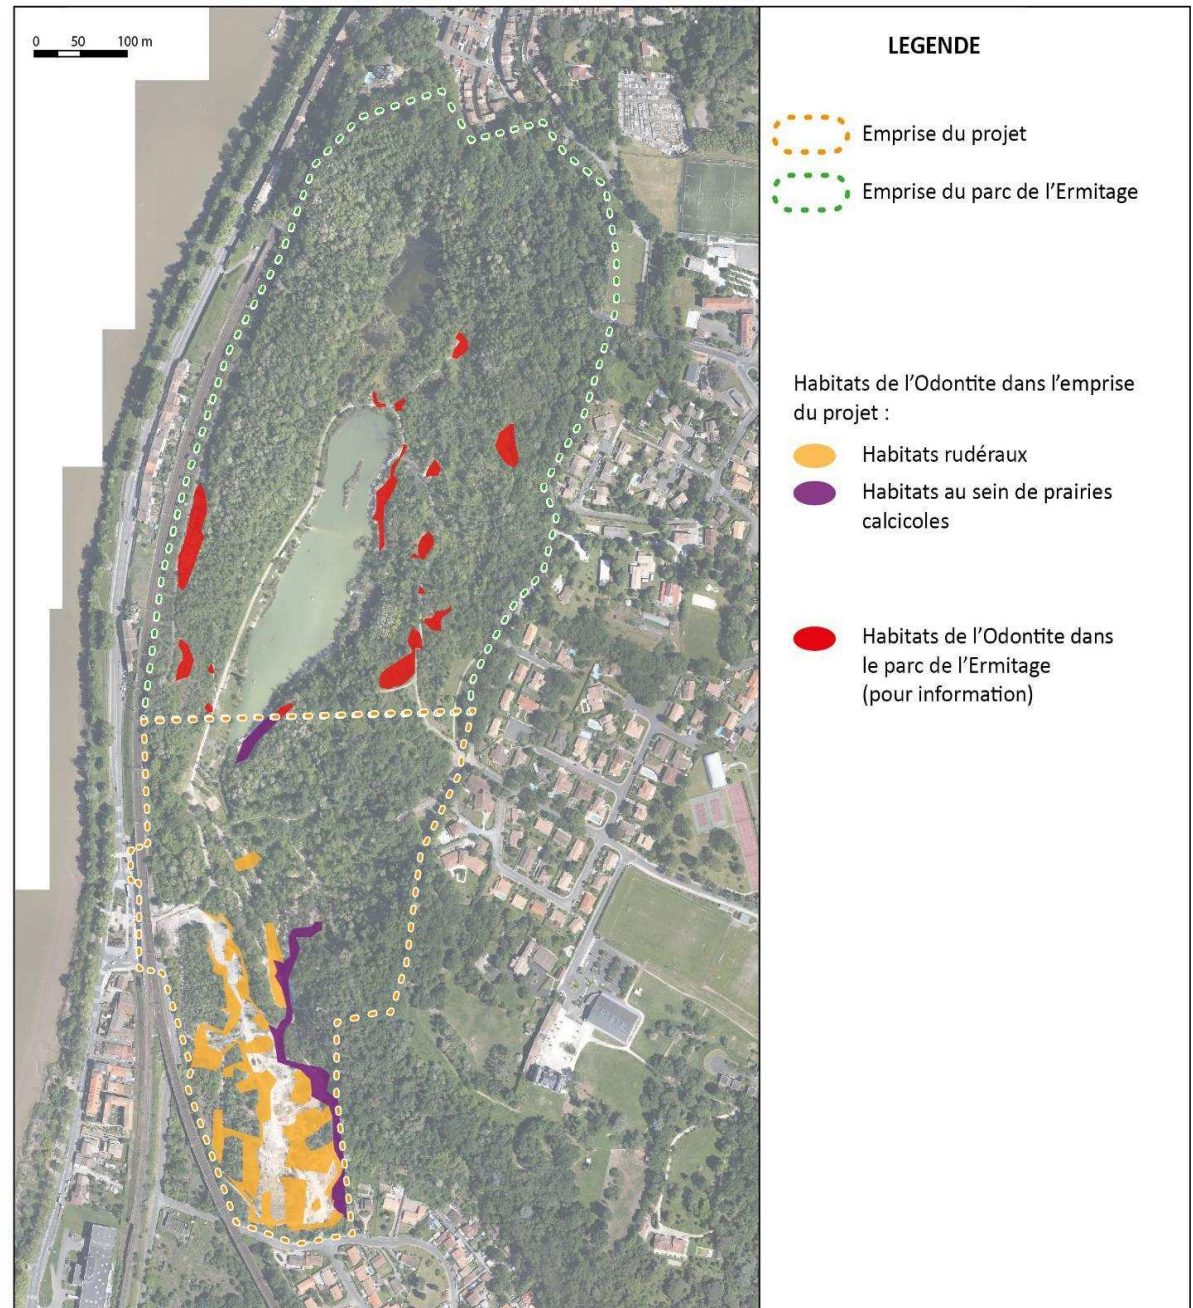 0 50 100 m
LEGENDE
Emprise du projet
Emprise du parc de l'Ermitage
Habitats de l'Odontite dans l'emprise
du projet :
Habitats rudéraux
Habitats au sein de prairies
calcicoles
Habitats de l'Odontite dans
le parc de l'Ermitage
(pour information)